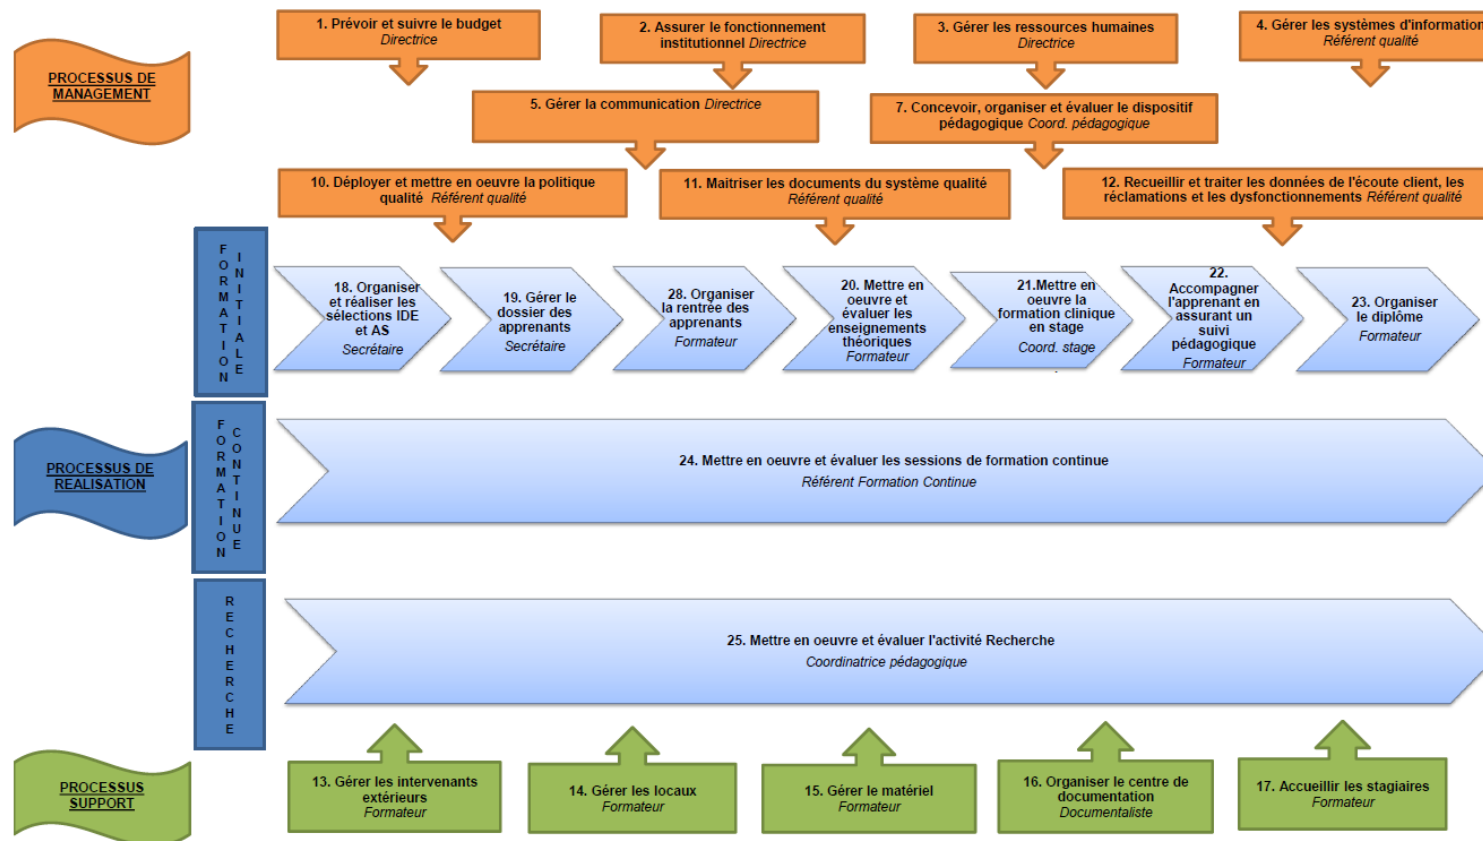 1. Prévoir et suivre le budget
Directrice
2. Assurer le fonctionnement
institutionnel Directrice
3. Gérer les ressources humaines
Directrice
4. Gérer les systèmes d'information
Référent qualité
PROCESSUS DE
MANAGEMENT
5. Gérer la communication Directrice
7. Concevoir, organiser et évaluer le dispositif
pédagogique Coord. pédagogique
10. Déployer et mettre en oeuvre la politique
qualité Référent qualité
11. Maitriser les documents du système qualité
Référent qualité
12. Recueillir et traiter les données de l'écoute client, les
réclamations et les dysfonctionnements Référent qualité
FORMATION
INITIALE
18. Organiser
et réaliser les
sélections IDE
et AS
Secrétaire
19. Gérer le
dossier des
apprenants
Secrétaire
28. Organiser
la rentrée des
apprenants
Formateur
20. Mettre en
oeuvre et
évaluer les
enseignements
théoriques
Formateur
21.Mettre en
oeuvre la
formation clinique
en stage
Coord. stage
22.
Accompagner
l'apprenant en
assurant un
suivi
pédagogique
Formateur
23. Organiser
le diplôme
Formateur
PROCESSUS DE
REALISATION
FORMATION
CONTINUE
24. Mettre en oeuvre et évaluer les sessions de formation continue
Référent Formation Continue
RECHERCHE
25. Mettre en oeuvre et évaluer l'activité Recherche
Coordinatrice pédagogique
PROCESSUS
SUPPORT
13. Gérer les intervenants
extérieurs
Formateur
14. Gérer les locaux
Formateur
15. Gérer le matériel
Formateur
16. Organiser le centre de
documentation
Documentaliste
17. Accueillir les stagiaires
Formateur